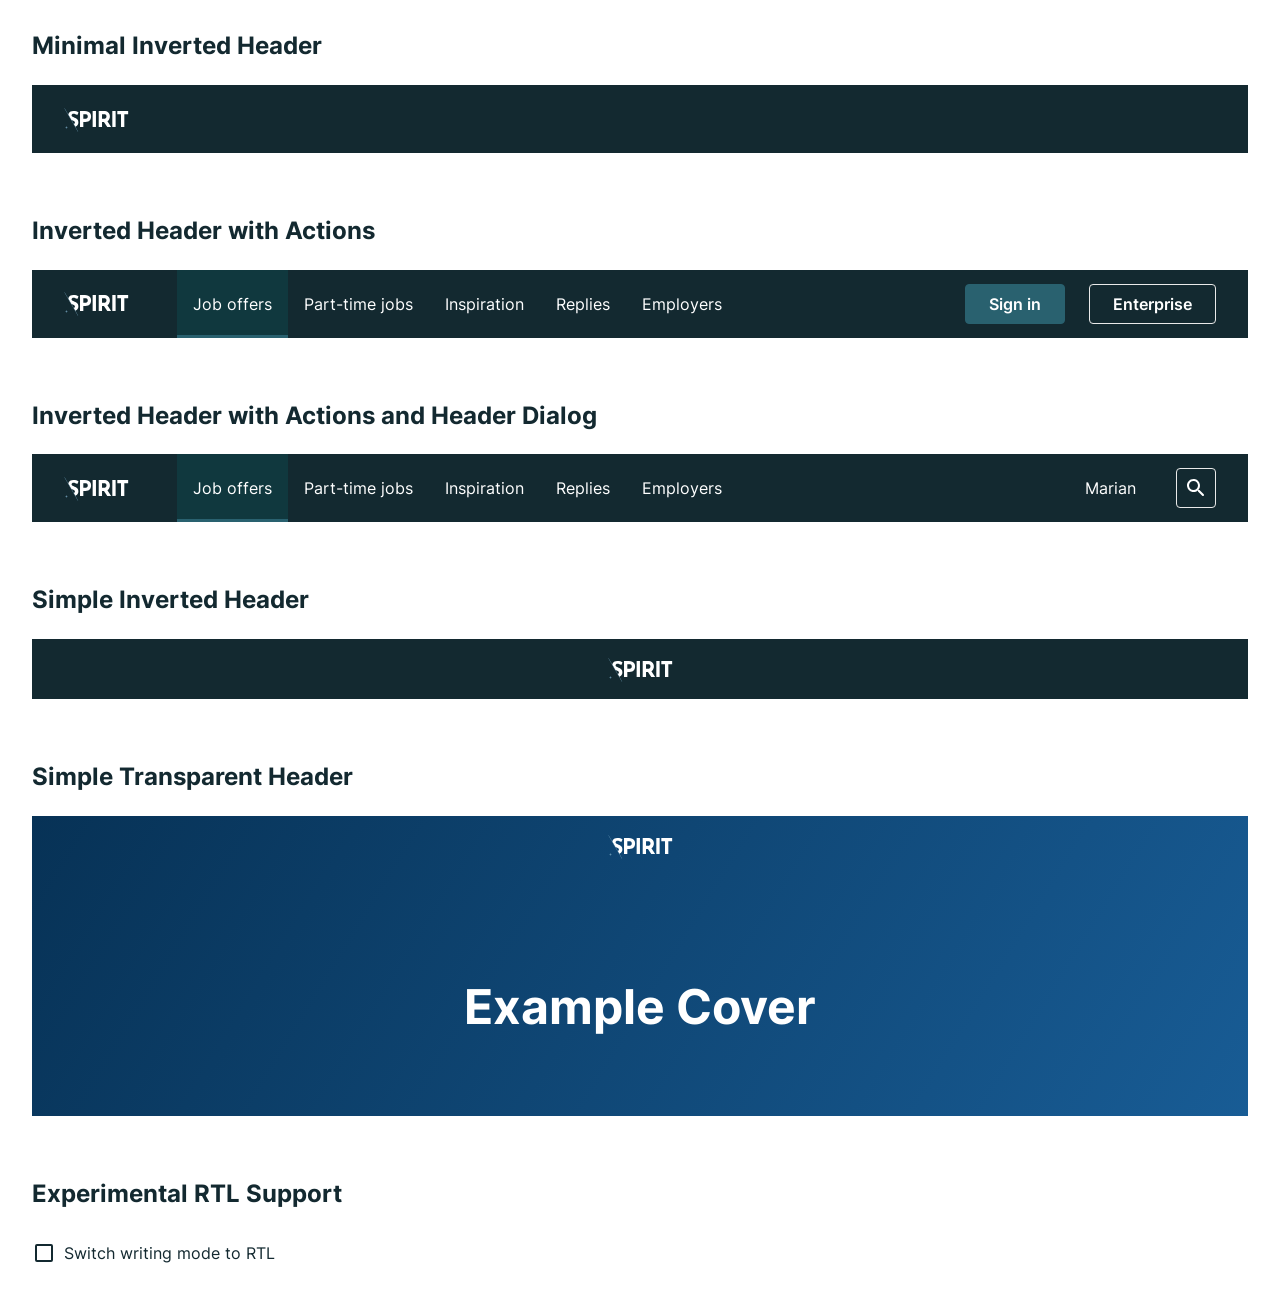 Minimal Inverted Header
SPIRIT
Inverted Header with Actions
SPIRIT Job offers Part-time jobs Inspiration Replies Employers Sign in Enterprise
Inverted Header with Actions and Header Dialog
SPIRIT Job offers Part-time jobs Inspiration Replies Employers Marian
Simple Inverted Header
SPIRIT
Simple Transparent Header
SPIRIT
Example Cover
Experimental RTL Support
Switch writing mode to RTL